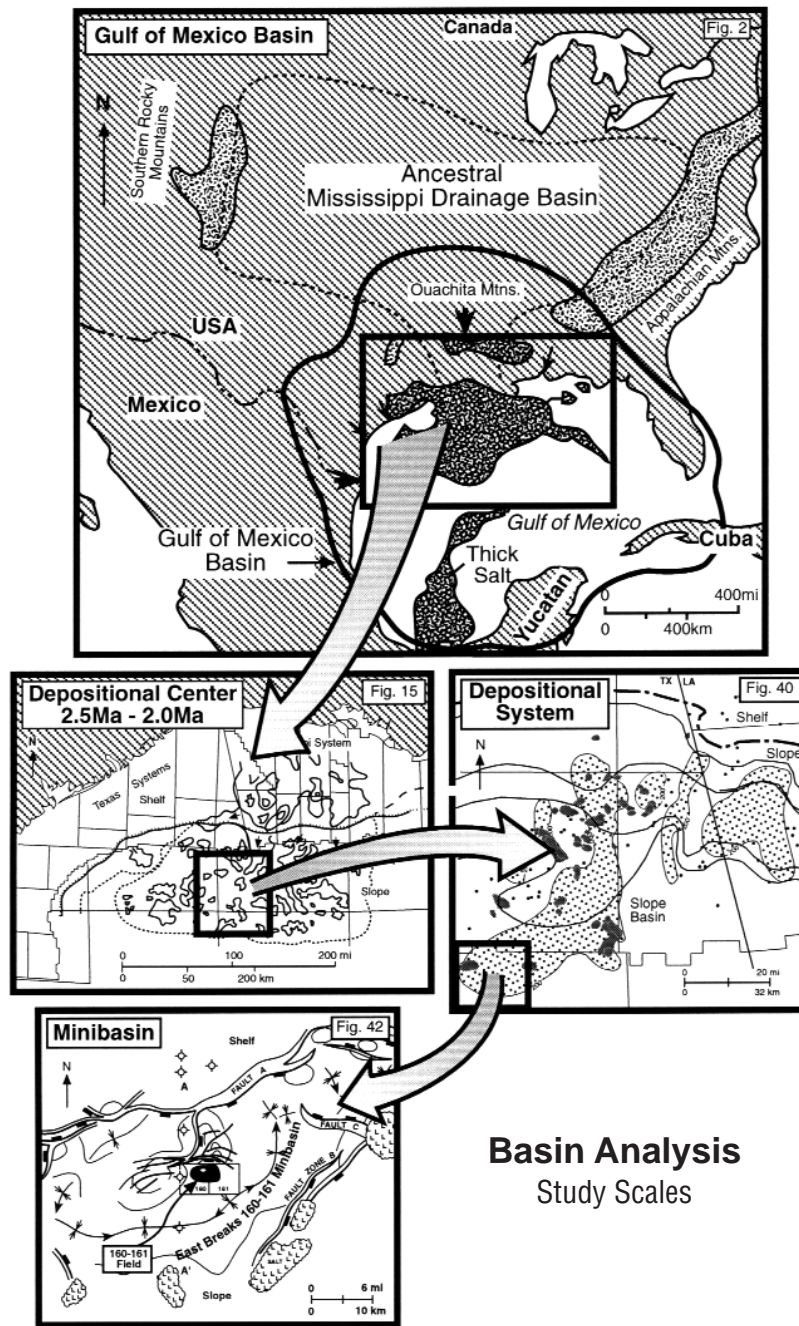 Gulf of Mexico Basin
Canada
Fig. 2
N
Southern Rocky
Mountains
Ancestral
Mississippi Drainage Basin
Appalachian Mtns.
Ouachita Mtns.
USA
Mexico
Gulf of Mexico
Basin
Gulf of Mexico
Thick
Salt
Cuba
Yucatan
0 400mi
0 400km
Depositional Center
2.5Ma - 2.0Ma
Fig. 15
N
System
Texas Systems
Shelf
Slope
0 100 200 mi
0 50 200 km
Depositional
System
TX LA
Fig. 40
Shelf
Slope
N
Slope
Basin
0 20 mi
0 32 km
Minibasin
Fig. 42
Shelf
N
A
FAULT A
FAULT C
160 161
East Breaks 160-161 Minibasin
FAULT ZONE B
160-161
Field
A'
SALT
Slope
0 6 mi
0 10 km
Basin Analysis
Study Scales